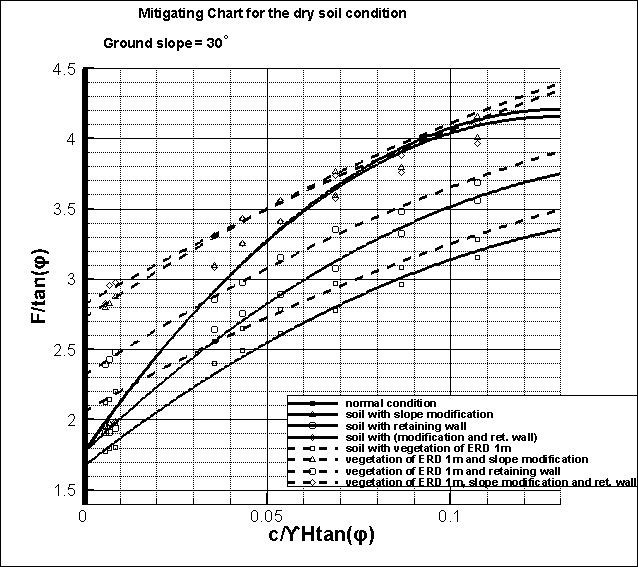 Mitigating Chart for the dry soil condition
Ground slope = 30°
4.5
4
3.5
3
2.5
2
1.5
F/tan(φ)
0
0.05
0.1
c/ϒHtan(φ)
normal condition
soil with slope modification
soil with retaining wall
soil with (modification and ret. wall)
soil with vegetation of ERD 1m
vegetation of ERD 1m and slope modification
vegetation of ERD 1m and retaining wall
vegetation of ERD 1m, slope modification and ret. wall